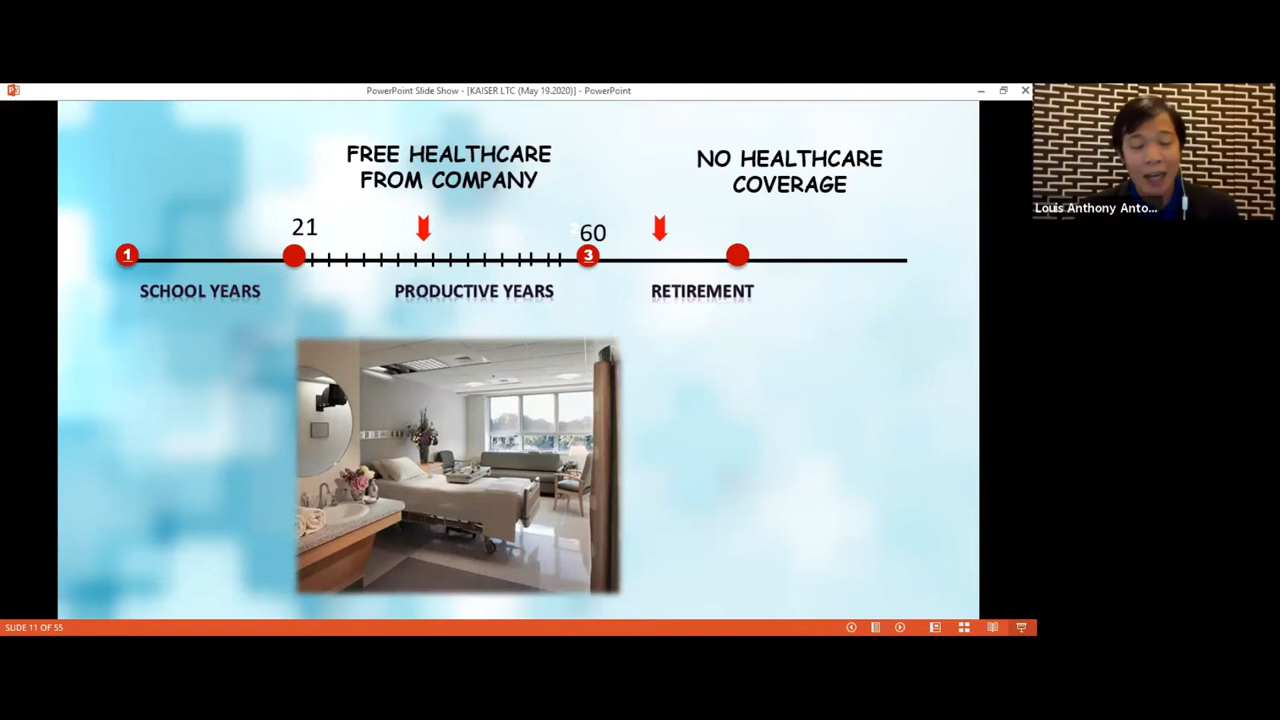 PowerPoint Slide Show - [KAISER LTC (May 19.2020)] - PowerPoint
FREE HEALTHCARE
FROM COMPANY
NO HEALTHCARE
COVERAGE
21
60
1
3
SCHOOL YEARS
PRODUCTIVE YEARS
RETIREMENT
Louis Anthony Anto...
SLIDE 11 OF 55